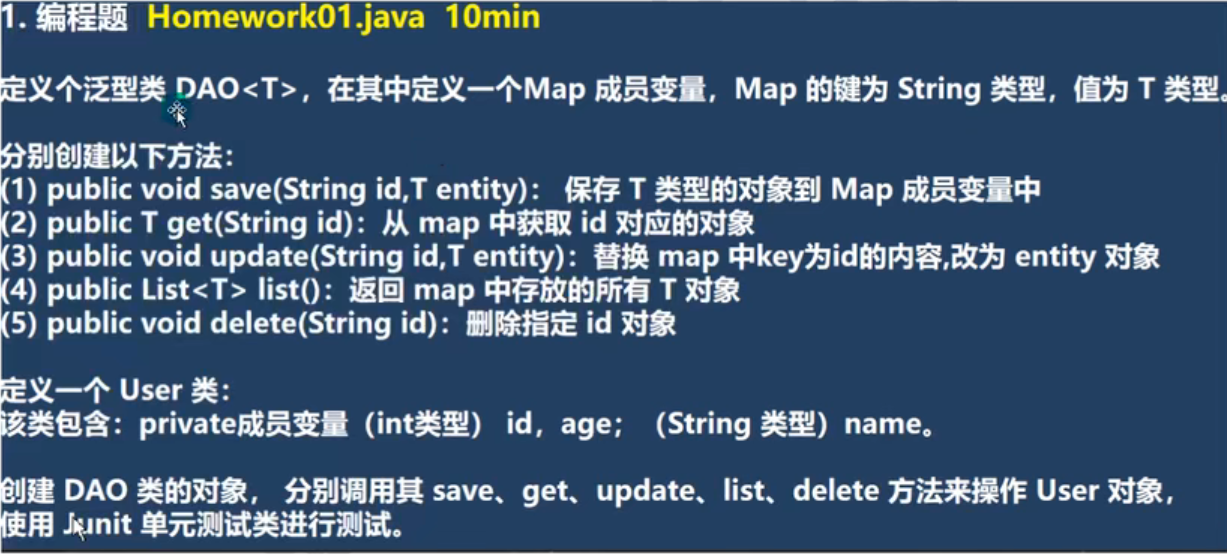 1. 编程题 Homework01.java 10min
定义个泛型类 DAO<T>，在其中定义一个Map 成员变量，Map 的键为 String 类型，值为 T 类型。
分别创建以下方法：
(1) public void save(String id,T entity)： 保存 T 类型的对象到 Map 成员变量中
(2) public T get(String id)：从 map 中获取 id 对应的对象
(3) public void update(String id,T entity)：替换 map 中key为id的内容,改为 entity 对象
(4) public List<T> list()：返回 map 中存放的所有 T 对象
(5) public void delete(String id)：删除指定 id 对象
定义一个 User 类：
该类包含：private成员变量（int类型） id，age；（String 类型）name。
创建 DAO 类的对象， 分别调用其 save、get、update、list、delete 方法来操作 User 对象，
使用 Junit 单元测试类进行测试。